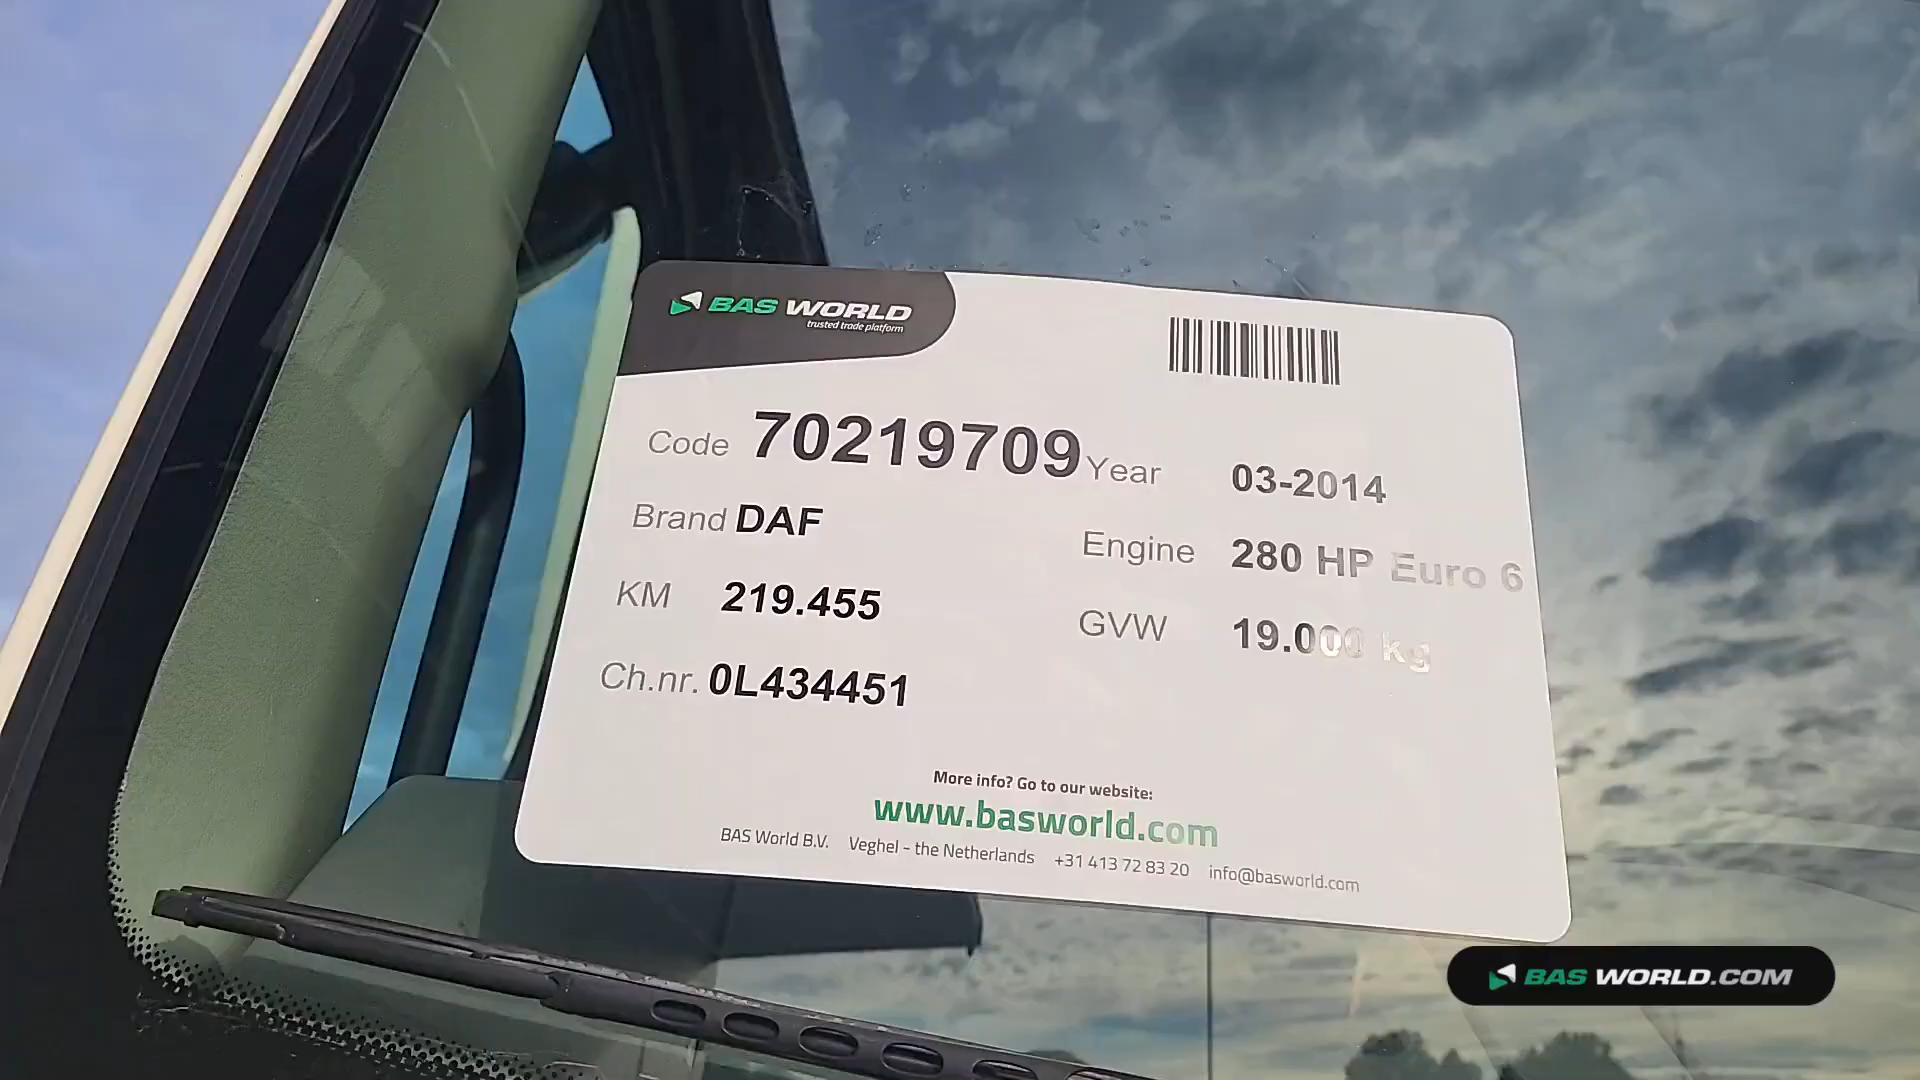 BAS WORLD
trusted trade platform
Code 70219709 Year 03-2014
Brand DAF Engine 280 HP Euro 6
KM 219.455 GVW 19.000 kg
Ch.nr. 0L434451
More info? Go to our website:
www.basworld.com
BAS World B.V. Veghel - the Netherlands +31 413 72 83 20 info@basworld.com
BAS WORLD.COM